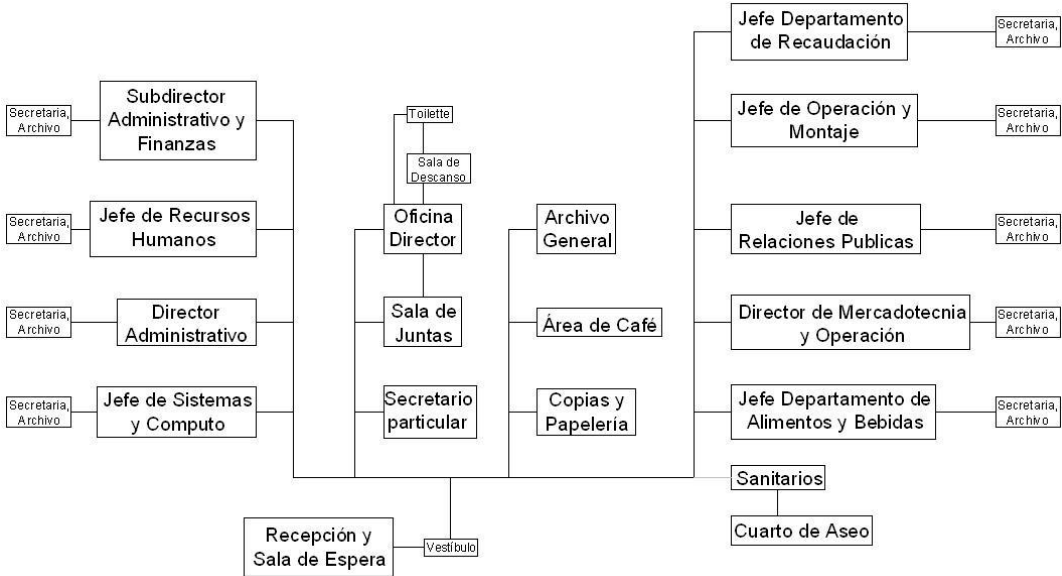 Jefe Departamento
de Recaudación
Secretaria,
Archivo
Secretaria,
Archivo
Subdirector
Administrativo y
Finanzas
Toilette
Jefe de Operación y
Montaje
Secretaria,
Archivo
Sala de
Descanso
Secretaria,
Archivo
Jefe de Recursos
Humanos
Oficina
Director
Archivo
General
Jefe de
Relaciones Publicas
Secretaria,
Archivo
Secretaria,
Archivo
Director
Administrativo
Sala de
Juntas
Área de Café
Director de Mercadotecnia
y Operación
Secretaria,
Archivo
Secretaria,
Archivo
Jefe de Sistemas
y Computo
Secretario
particular
Copias y
Papelería
Jefe Departamento de
Alimentos y Bebidas
Secretaria,
Archivo
Sanitarios
Recepción y
Sala de Espera
Vestíbulo
Cuarto de Aseo